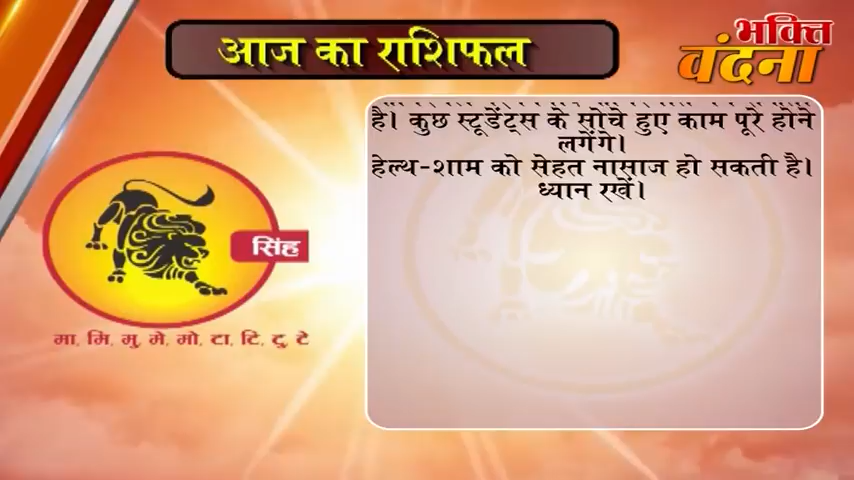 आज का राशिफल
भक्ति
वंदना
है। कुछ स्टूडेंट्स के सोचे हुए काम पूरे होने
लगेंगे।
हेल्थ-शाम को सेहत नासाज हो सकती है।
ध्यान रखें।
सिंह
मा, मि, मु, मे, मो, टा, टि, टु, टे